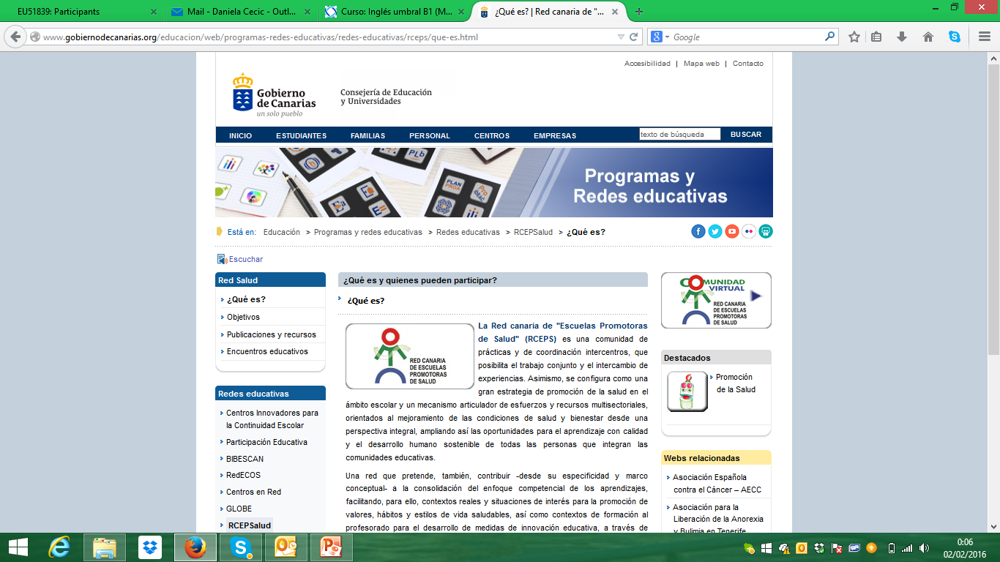 EU51839: Participants
Mail - Daniela Cecic - Outl...
Curso: Inglés umbral B1 (M...
¿Qué es? | Red canaria de "...
www.gobiernodecanarias.org/educacion/web/programas-redes-educativas/redes-educativas/rceps/que-es.html
Google
Accesibilidad | Mapa web | Contacto
Gobierno
de Canarias
un solo pueblo
Consejería de Educación
y Universidades
INICIO ESTUDIANTES FAMILIAS PERSONAL CENTROS EMPRESAS
texto de búsqueda
BUSCAR
PLb
PLAN
PROA
Programas y
Redes educativas
Está en: Educación > Programas y redes educativas > Redes educativas > RCEPSalud > ¿Qué es?
Escuchar
Red Salud
¿Qué es?
Objetivos
Publicaciones y recursos
Encuentros educativos
Redes educativas
Centros Innovadores para
la Continuidad Escolar
Participación Educativa
BIBESCAN
RedECOS
Centros en Red
GLOBE
RCEPSalud
¿Qué es y quienes pueden participar?
¿Qué es?
RED CANARIA
DE ESCUELAS
PROMOTORAS
DE SALUD
La Red canaria de "Escuelas Promotoras
de Salud" (RCEPS) es una comunidad de
prácticas y de coordinación intercentros, que
posibilita el trabajo conjunto y el intercambio de
experiencias. Asimismo, se configura como una
gran estrategia de promoción de la salud en el
ámbito escolar y un mecanismo articulador de esfuerzos y recursos multisectoriales,
orientados al mejoramiento de las condiciones de salud y bienestar desde una
perspectiva integral, ampliando así las oportunidades para el aprendizaje con calidad
y el desarrollo humano sostenible de todas las personas que integran las
comunidades educativas.
Una red que pretende, también, contribuir -desde su especificidad y marco
conceptual- a la consolidación del enfoque competencial de los aprendizajes,
facilitando, para ello, contextos reales y situaciones de interés para la promoción de
valores, hábitos y estilos de vida saludables, así como contextos de formación al
profesorado para el desarrollo de medidas de innovación educativa, a través de
COMUNIDAD
VIRTUAL
RED CANARIA
DE ESCUELAS
PROMOTORAS
DE SALUD
Destacados
Promoción
de la Salud
Webs relacionadas
Asociación Española
contra el Cáncer – AECC
Asociación para la
Liberación de la Anorexia
y Bulimia en Tenerife
0:06
02/02/2016